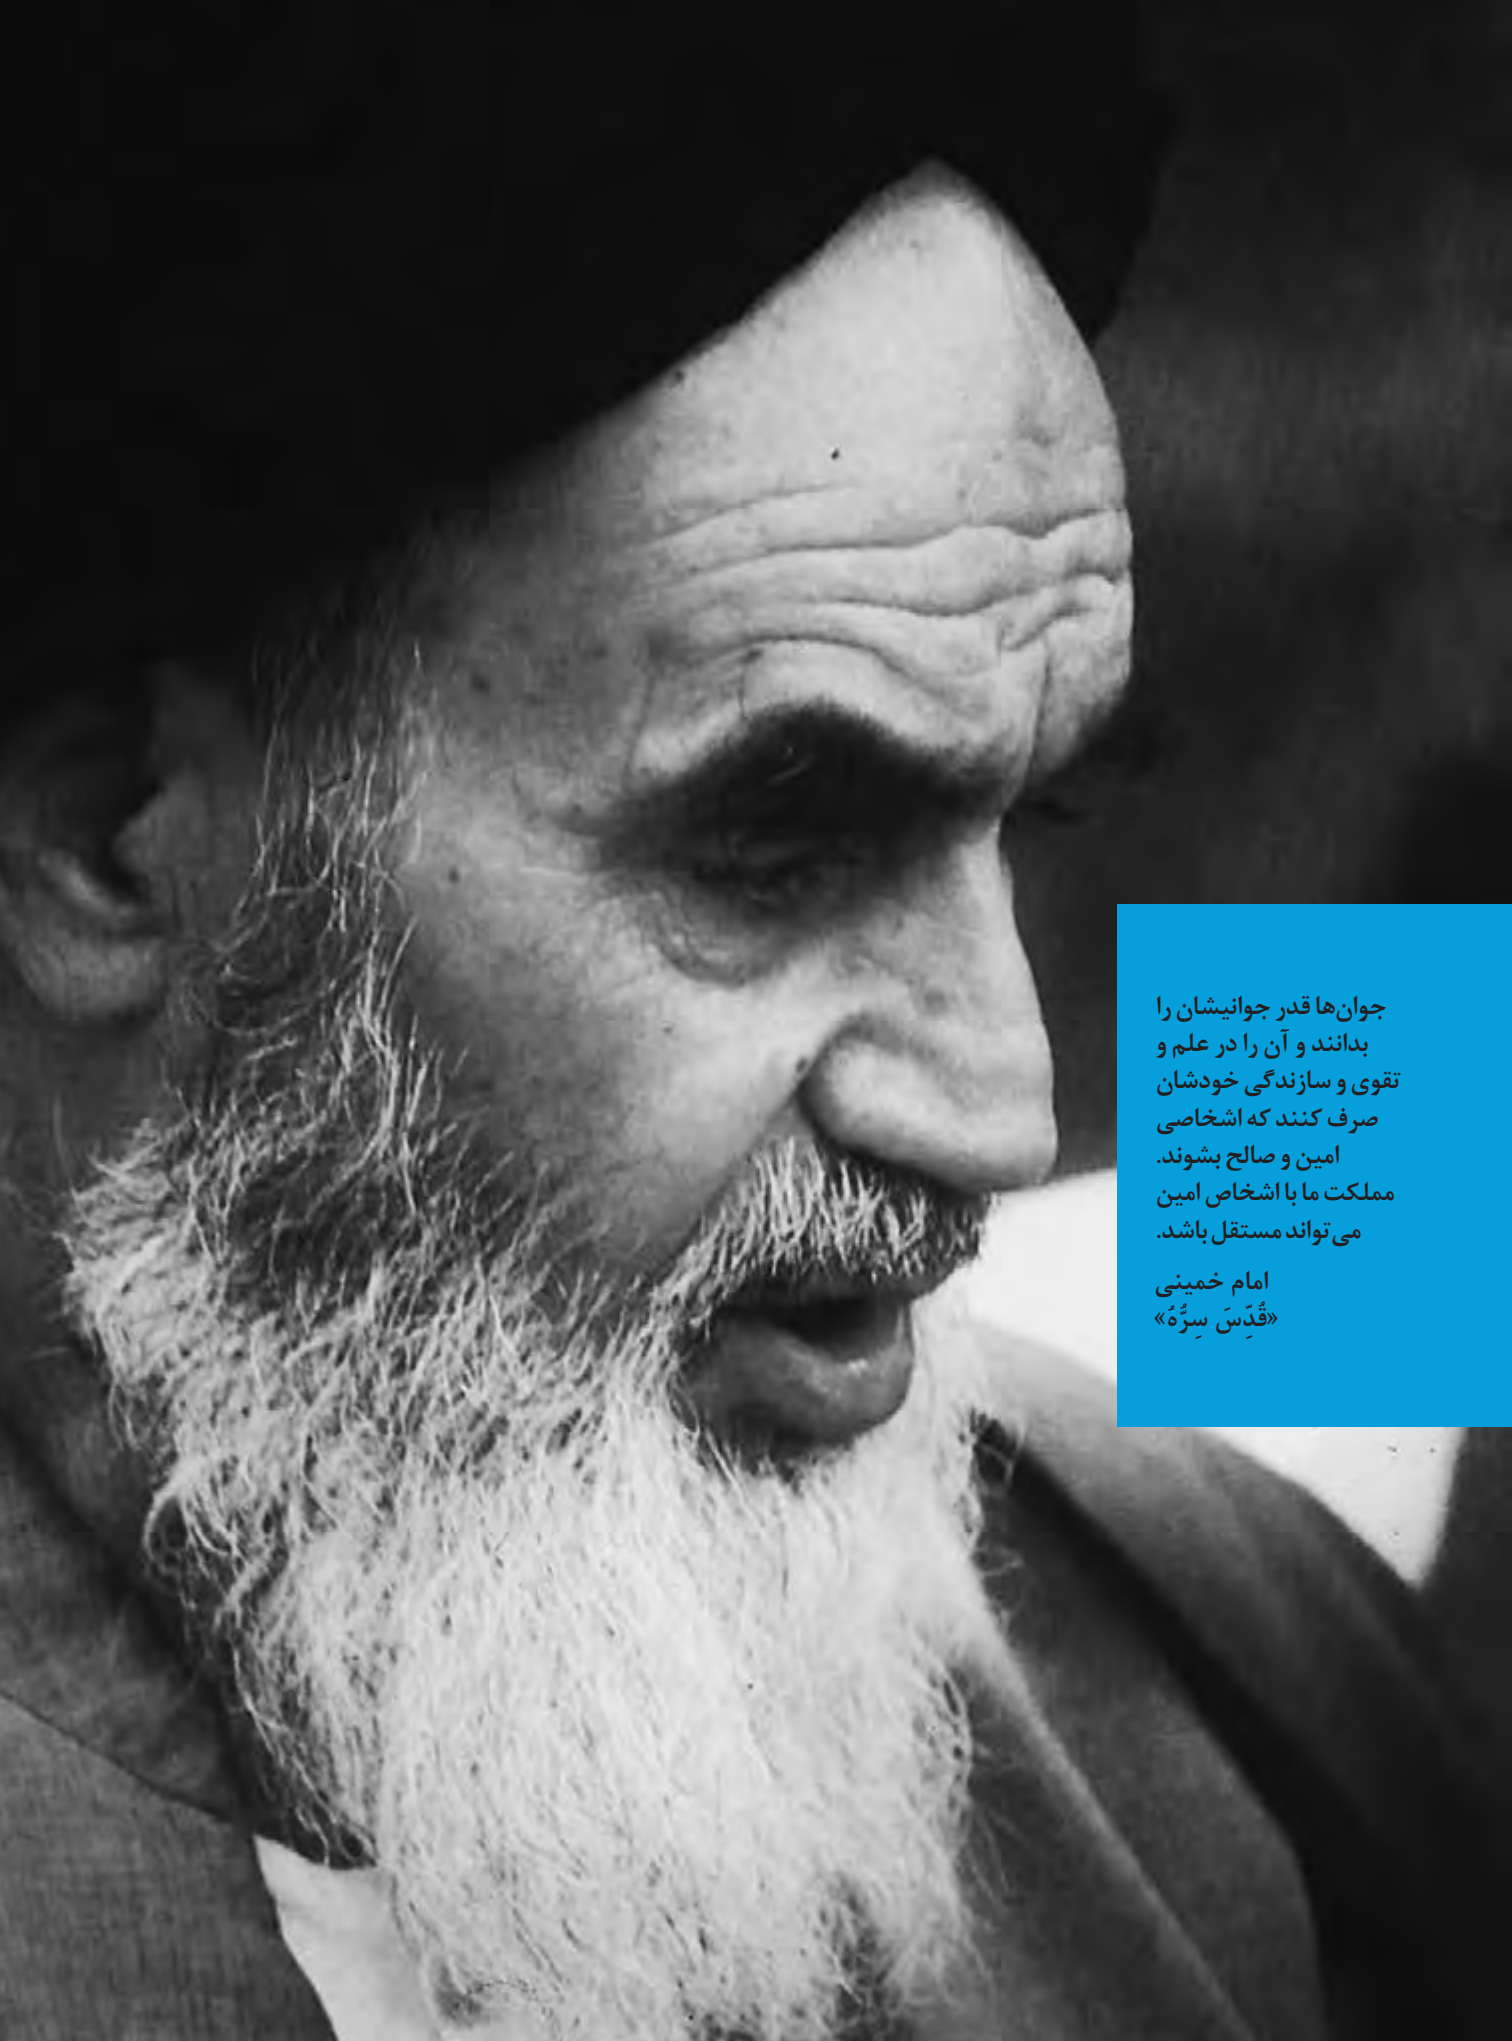 جوان‌ها قدر جوانیشان را
بدانند و آن را در علم و
تقوی و سازندگی خودشان
صرف کنند که اشخاصی
امین و صالح بشوند.
مملکت ما با اشخاص امین
می‌تواند مستقل باشد.
امام خمینی
«قُدِّسَ سِرُّهُ»